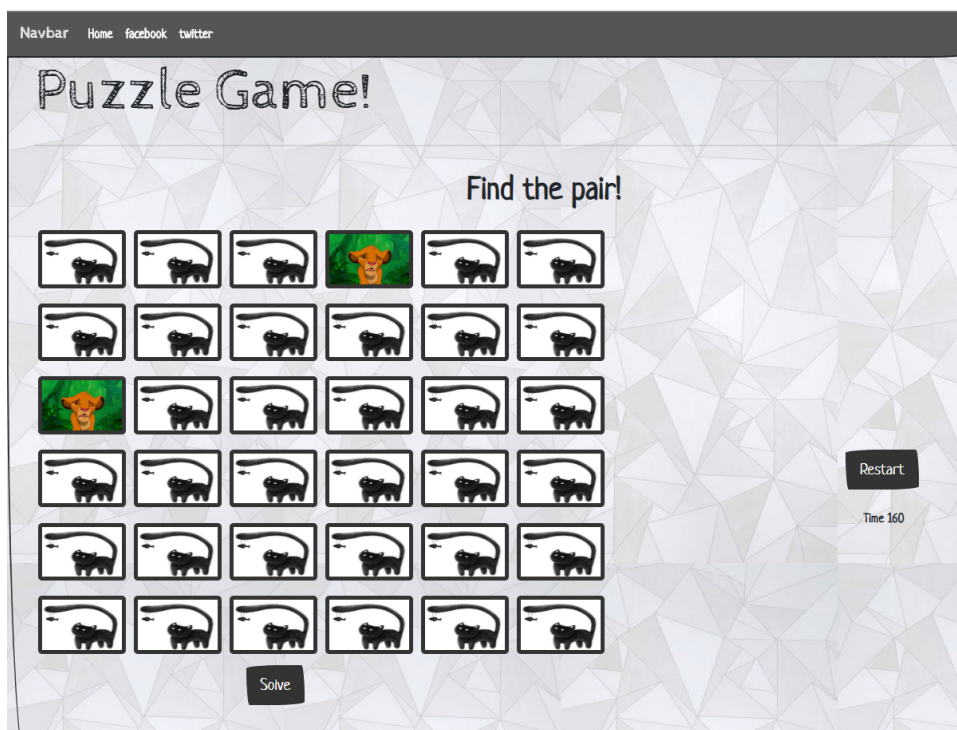 Navbar Home facebook twitter
Puzzle Game!
Find the pair!
Restart
Time 160
Solve